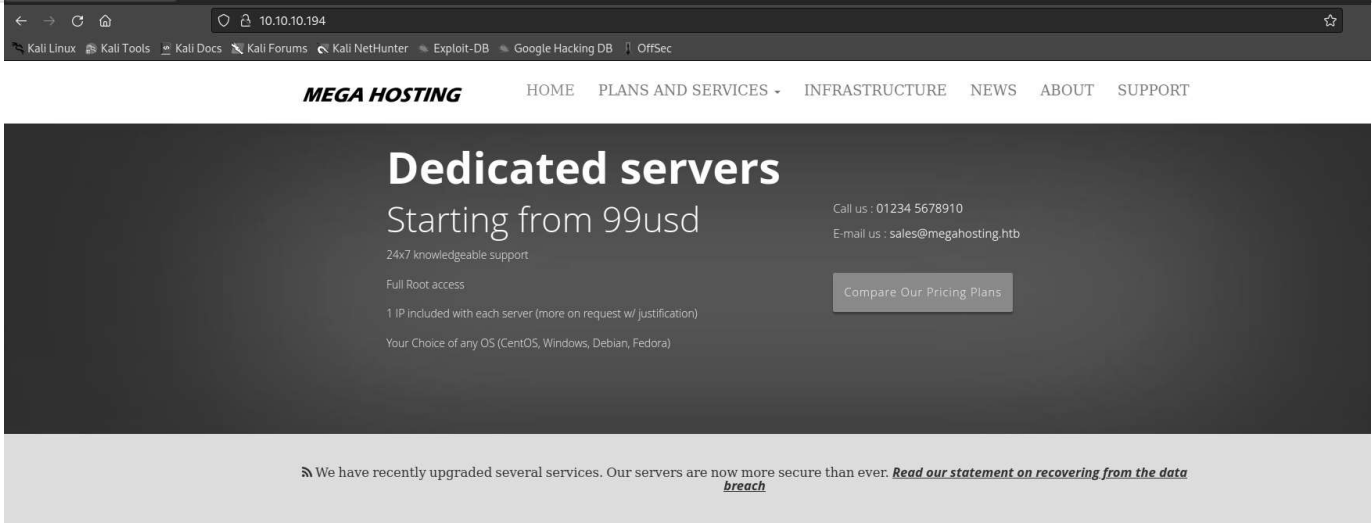 10.10.10.194
Kali Linux Kali Tools Kali Docs Kali Forums Kali NetHunter Exploit-DB Google Hacking DB OffSec
MEGA HOSTING HOME PLANS AND SERVICES INFRASTRUCTURE NEWS ABOUT SUPPORT
Dedicated servers
Starting from 99usd
24x7 knowledgeable support
Full Root access
1 IP included with each server (more on request w/ justification)
Your Choice of any OS (CentOS, Windows, Debian, Fedora)
Call us : 01234 5678910
E-mail us : sales@megahosting.htb
Compare Our Pricing Plans
We have recently upgraded several services. Our servers are now more secure than ever. Read our statement on recovering from the data
breach